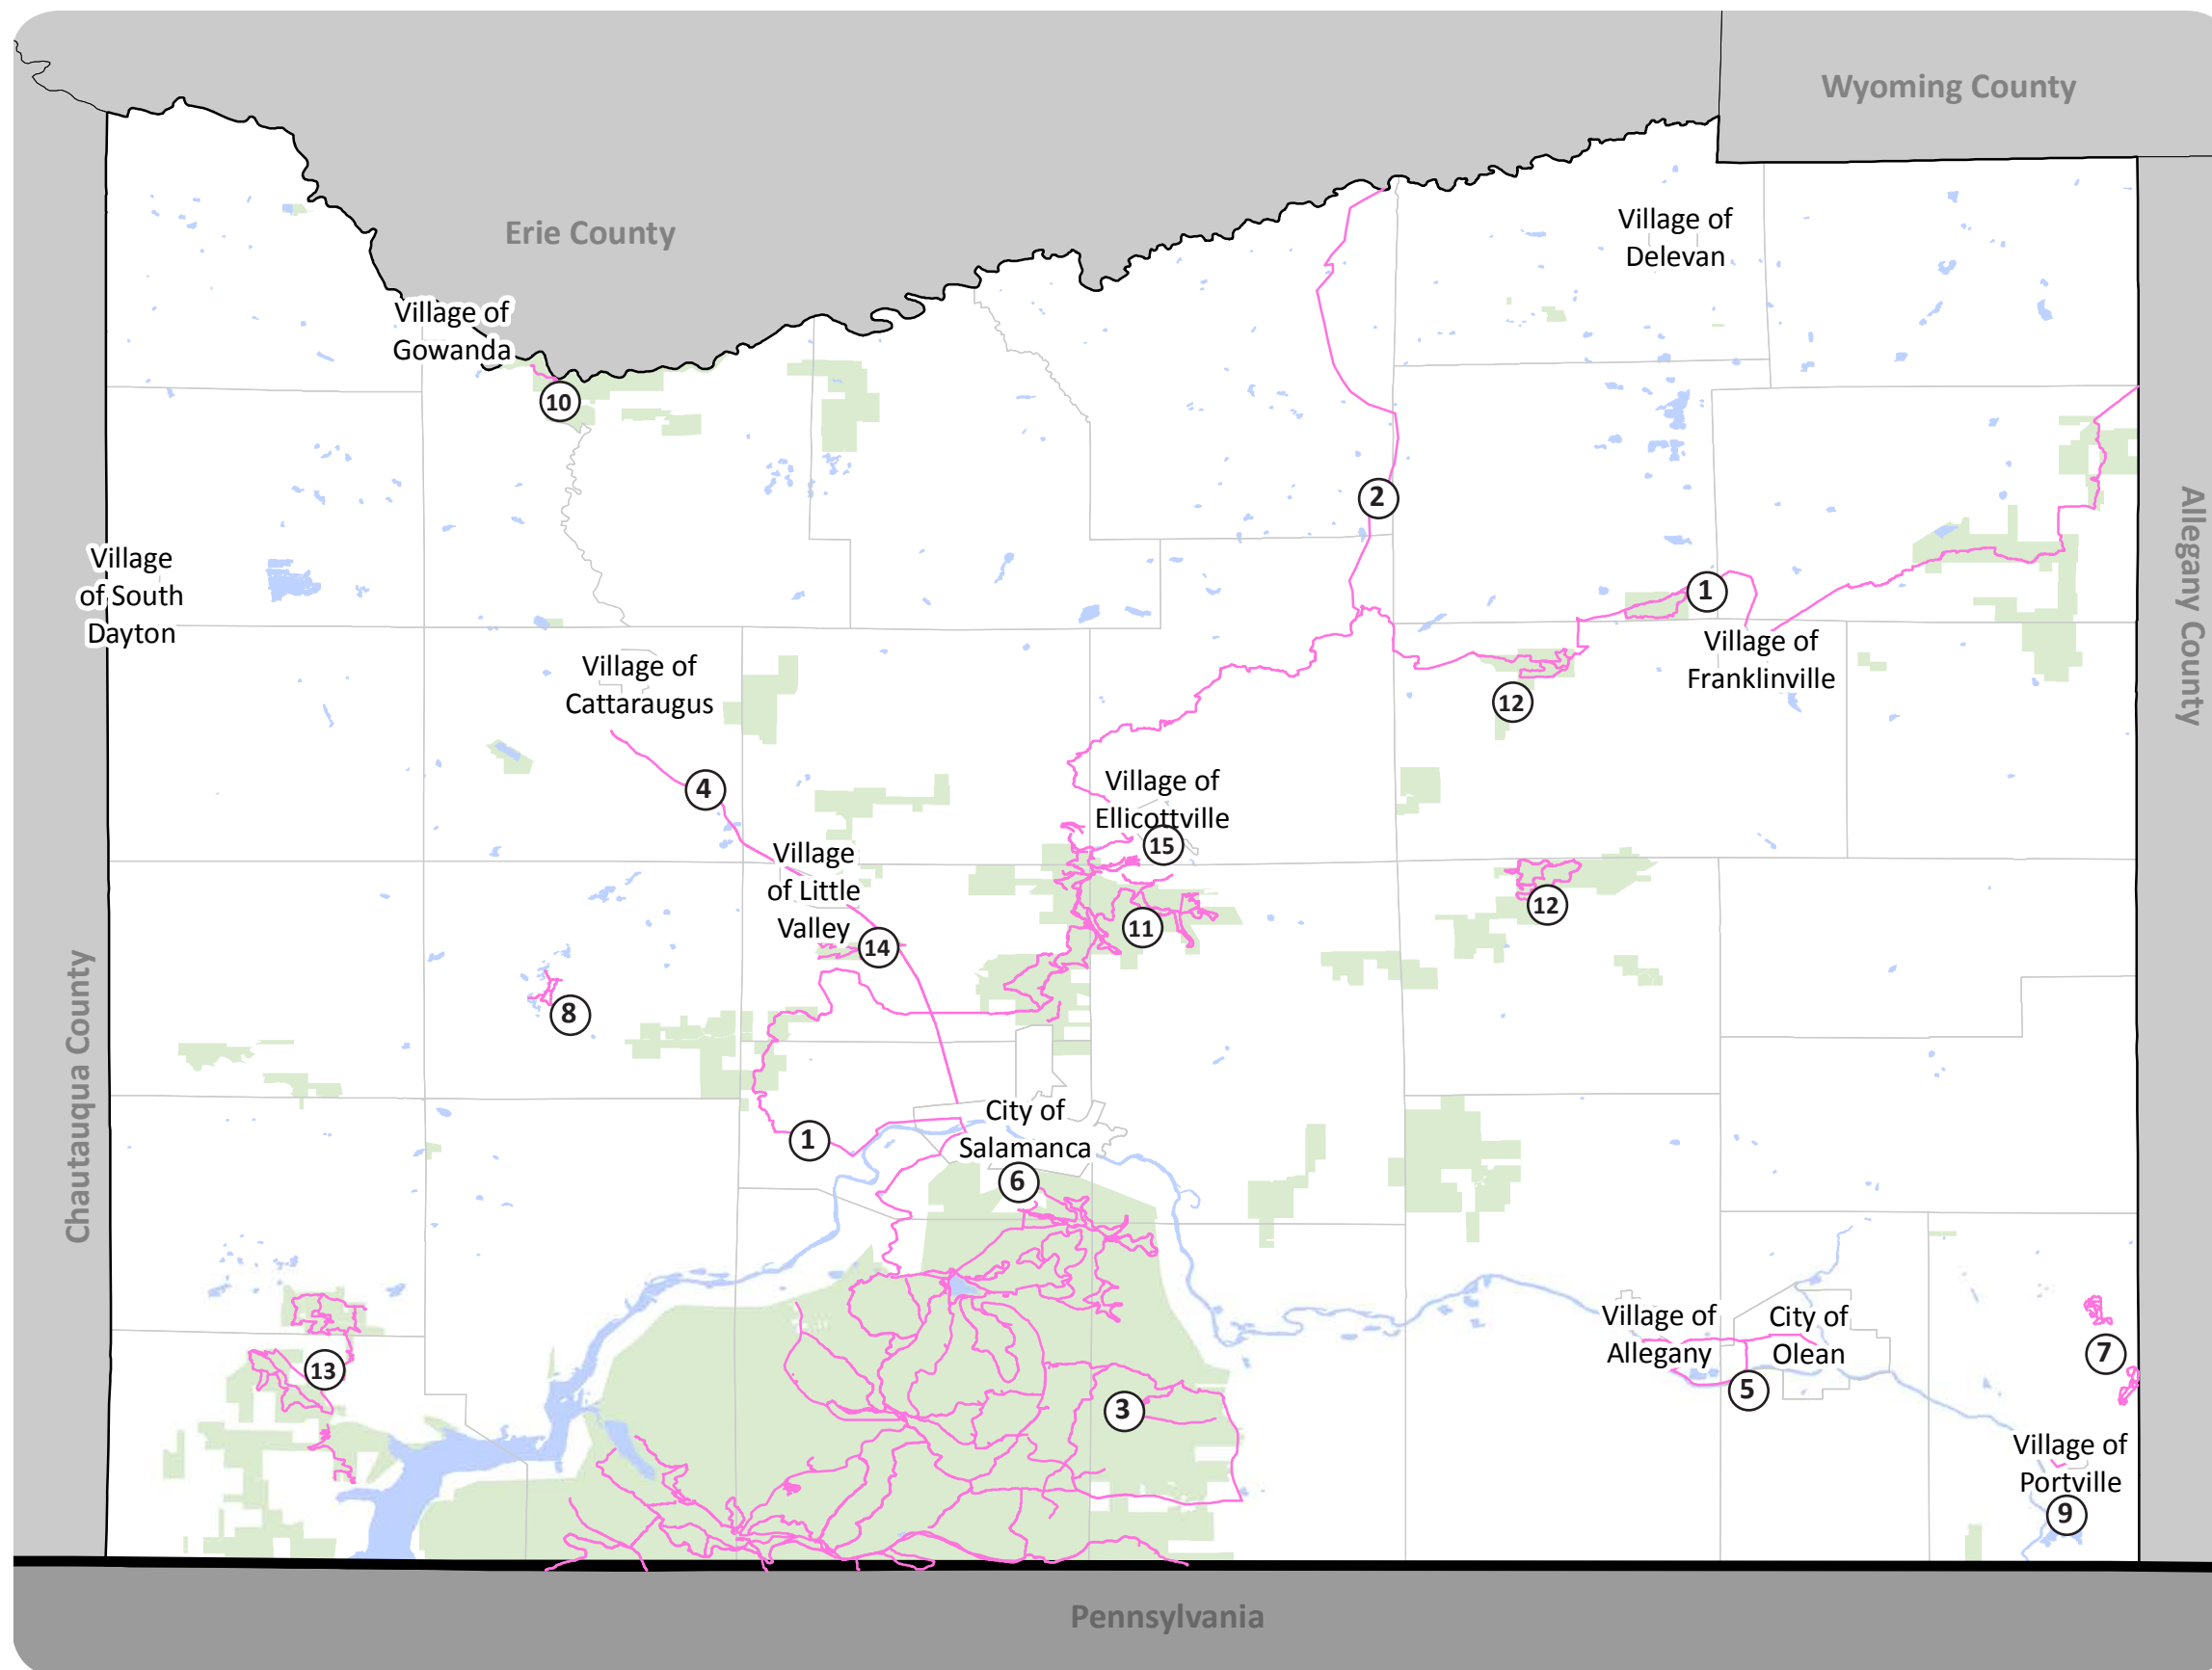 Wyoming County
Erie County
Village of
Delevan
Village of
Gowanda
10
2
Allegany County
Village
of South
Dayton
1
Village of
Franklinville
Village of
Cattaraugus
12
4
Village of
Ellicottville
15
Village
of Little
Valley
12
11
14
8
Chautauqua County
City of
Salamanca
1
6
Village of
Allegany
City of
Olean
7
13
5
3
Village of
Portville
9
Pennsylvania